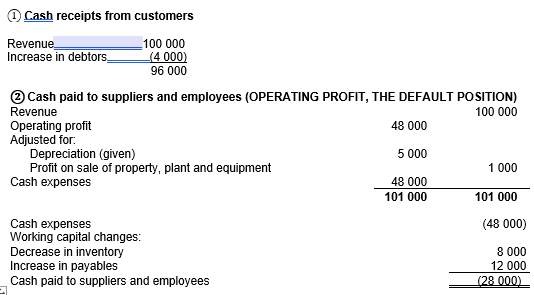 ① Cash receipts from customers
Revenue 100 000
Increase in debtors (4 000)
96 000
② Cash paid to suppliers and employees (OPERATING PROFIT, THE DEFAULT POSITION)
Revenue 100 000
Operating profit 48 000
Adjusted for:
Depreciation (given) 5 000
Profit on sale of property, plant and equipment 1 000
Cash expenses 48 000
101 000 101 000
Cash expenses (48 000)
Working capital changes:
Decrease in inventory 8 000
Increase in payables 12 000
Cash paid to suppliers and employees (28 000)